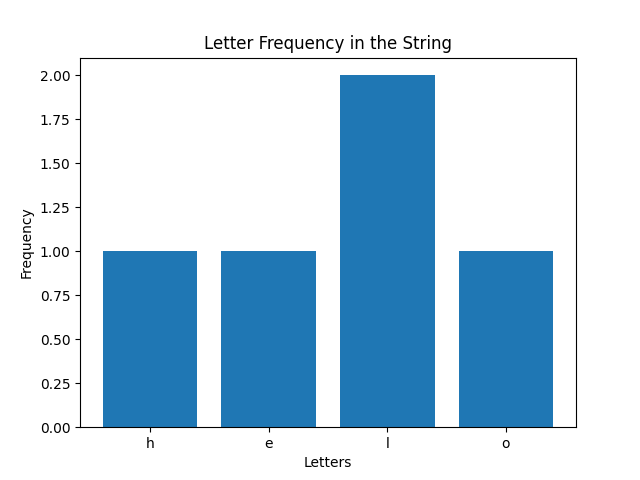 Letter Frequency in the String
2.00
1.75
1.50
1.25
1.00
0.75
0.50
0.25
0.00
Frequency
h e l o
Letters